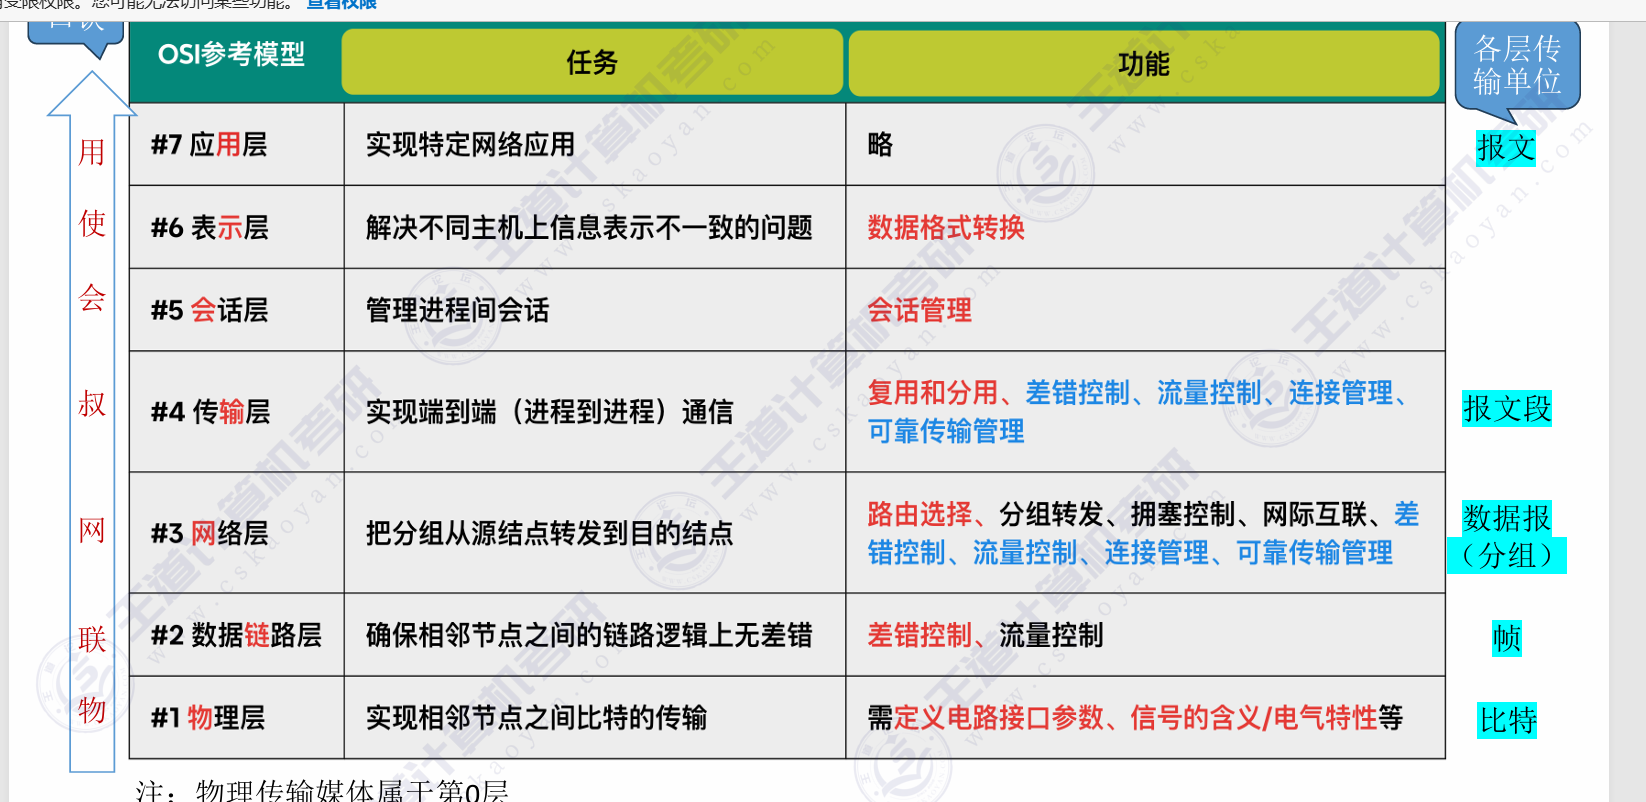 有受限权限。您可能无法访问某些功能。 查看权限
口诀
OSI参考模型
任务
功能
各层传
输单位
用
#7 应用层
实现特定网络应用
略
报文
使
#6 表示层
解决不同主机上信息表示不一致的问题
数据格式转换
会
#5 会话层
管理进程间会话
会话管理
叔
#4 传输层
实现端到端（进程到进程）通信
复用和分用、差错控制、流量控制、连接管理、
可靠传输管理
报文段
网
#3 网络层
把分组从源结点转发到目的结点
路由选择、分组转发、拥塞控制、网际互联、差
错控制、流量控制、连接管理、可靠传输管理
数据报
（分组）
联
#2 数据链路层
确保相邻节点之间的链路逻辑上无差错
差错控制、流量控制
帧
物
#1 物理层
实现相邻节点之间比特的传输
需定义电路接口参数、信号的含义/电气特性等
比特
注：物理传输媒体属于第0层
王道计算机考研
www.cskaoyan.com